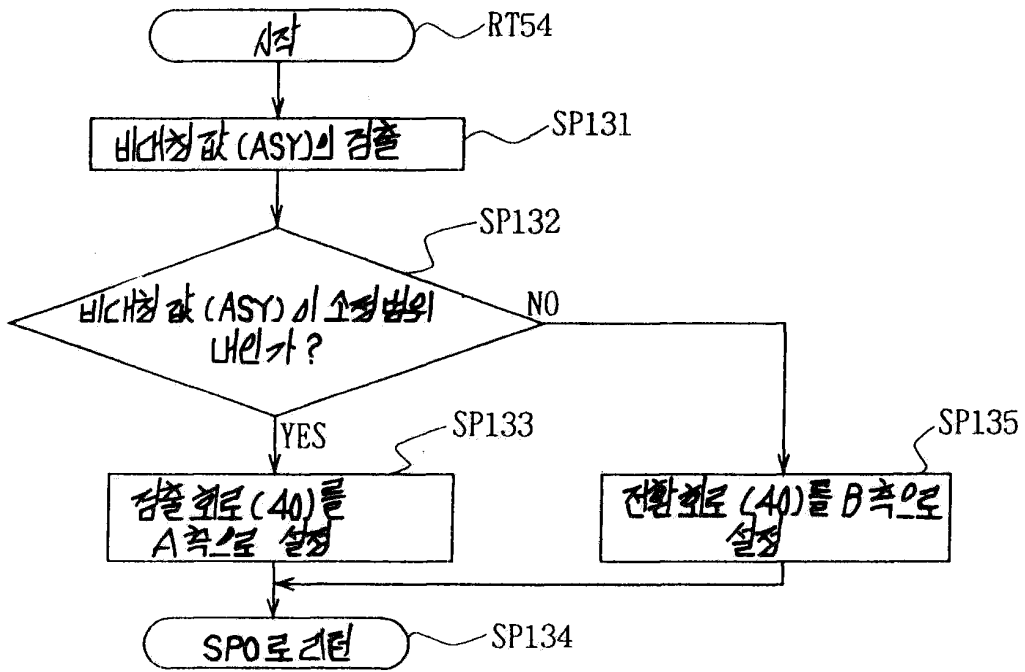 시작
RT54
비대칭 값 (ASY)의 검출
SP131
SP132
비대칭 값 (ASY)이 소정범위
내인가?
NO
YES
SP133
SP135
검출 회로 (40)를
A 측으로 설정
전환 회로 (40)를 B 측으로
설정
SP0로 리턴
SP134